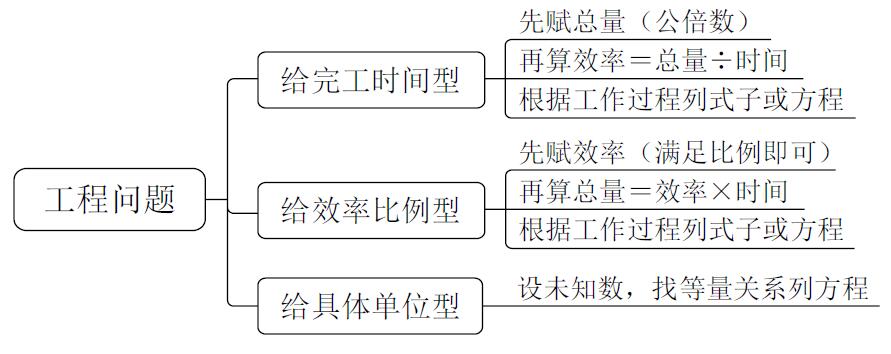 工程问题
给完工时间型
先赋总量（公倍数）
再算效率＝总量÷时间
根据工作过程列式子或方程
给效率比例型
先赋效率（满足比例即可）
再算总量＝效率×时间
根据工作过程列式子或方程
给具体单位型
设未知数，找等量关系列方程